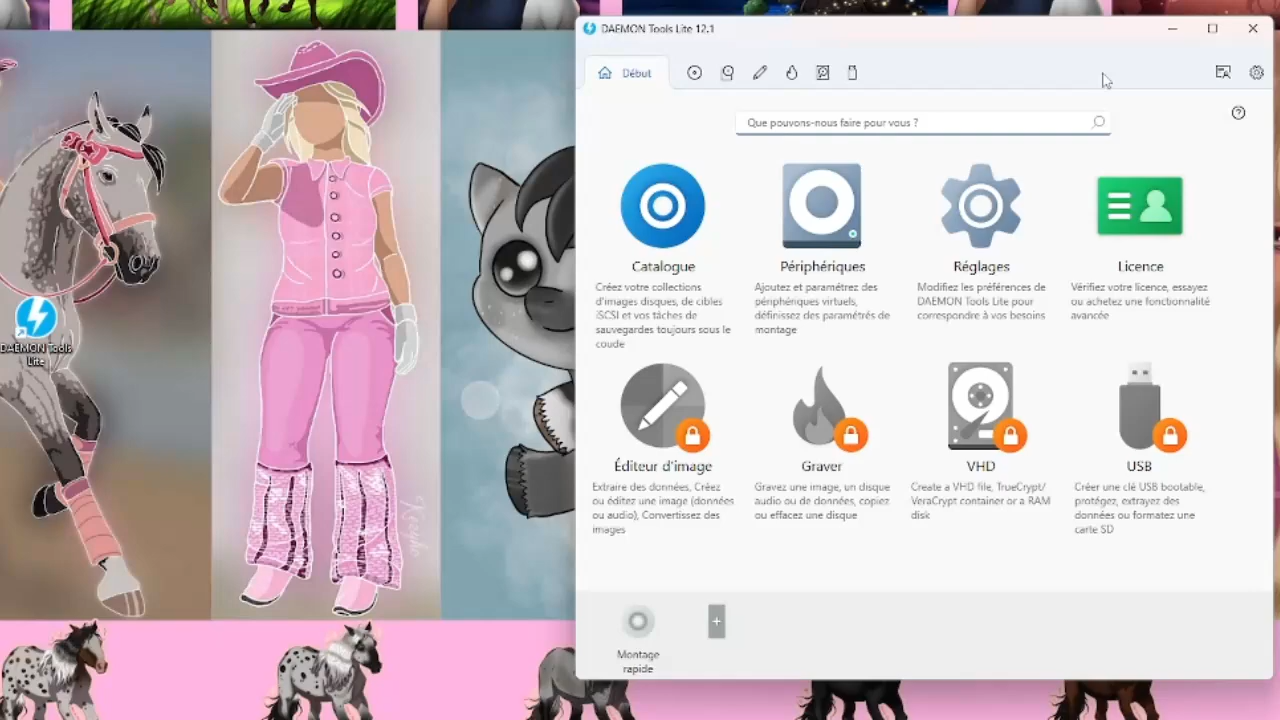 DAEMON Tools Lite 12.1
Début
Que pouvons-nous faire pour vous ?
Catalogue
Créez votre collections
d'images disques, de cibles
iSCSI et vos tâches de
sauvegardes toujours sous le
coude
Périphériques
Ajoutez et paramétrez des
périphériques virtuels,
définissez des paramétrés de
montage
Réglages
Modifiez les préférences de
DAEMON Tools Lite pour
correspondre à vos besoins
Licence
Vérifiez votre licence, essayez
ou achetez une fonctionnalité
avancée
Éditeur d'image
Extraire des données, Créez
ou éditez une image (données
ou audio), Convertissez des
images
Graver
Gravez une image, un disque
audio ou de données, copiez
ou effacez une disque
VHD
Create a VHD file, TrueCrypt/
VeraCrypt container or a RAM
disk
USB
Créer une clé USB bootable,
protégez, extrayez des
données ou formatez une
carte SD
Montage
rapide
DAEMON Tools
Lite